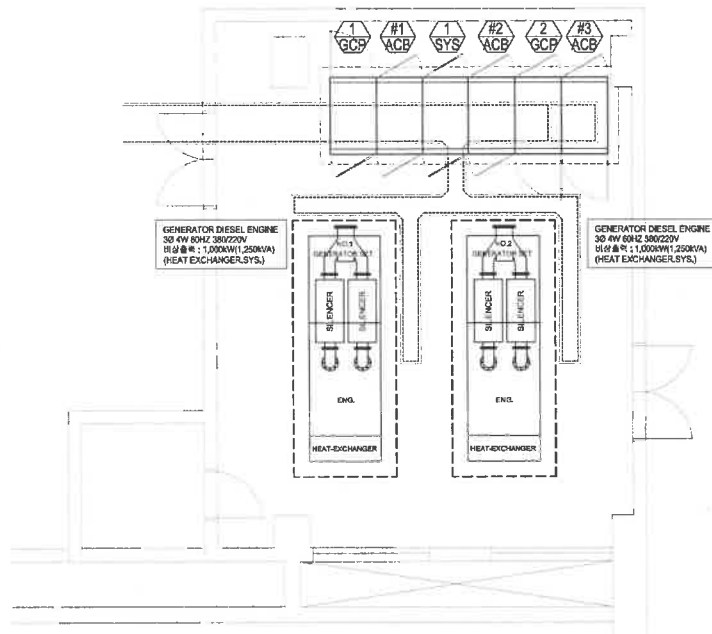 1 GCP
#1 ACB
1 SYS
#2 ACB
2 GCP
#3 ACB
GENERATOR DIESEL ENGINE
3Ø 4W 60HZ 380/220V
비상출력 : 1,000kW(1,250kVA)
(HEAT EXCHANGER.SYS.)
GENERATOR DIESEL ENGINE
3Ø 4W 60HZ 380/220V
비상출력 : 1,000kW(1,250kVA)
(HEAT EXCHANGER.SYS.)
NO.1
GENERATOR SET
SILENCER
SILENCER
ENG.
HEAT-EXCHANGER
NO.2
GENERATOR SET
SILENCER
SILENCER
ENG.
HEAT-EXCHANGER